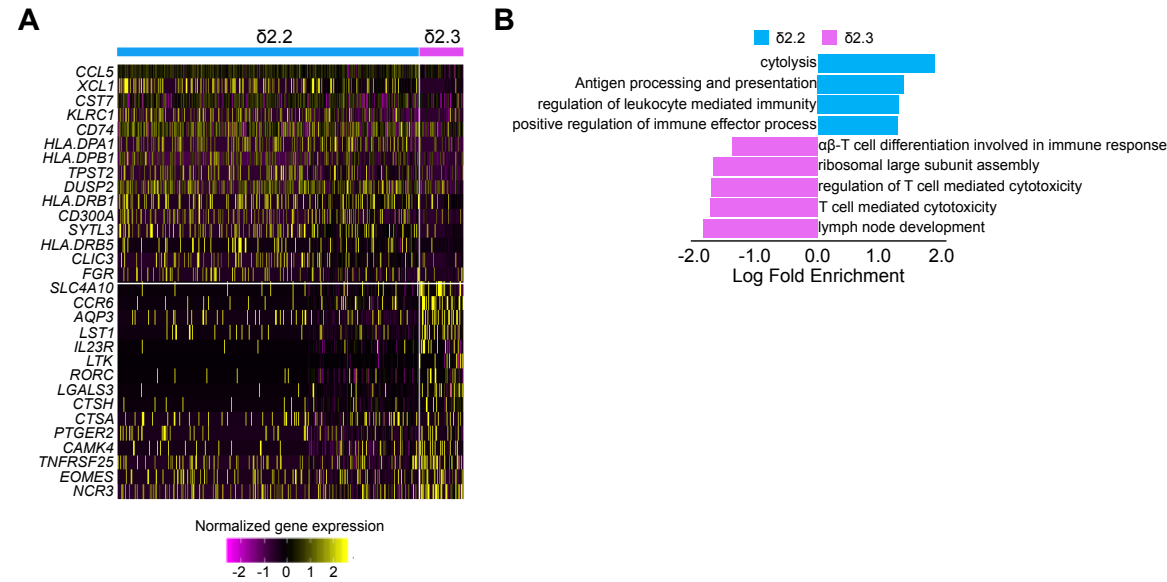 A
δ2.2
δ2.3
CCL5
XCL1
CST7
KLRC1
CD74
HLA.DPA1
HLA.DPB1
TPST2
DUSP2
HLA.DRB1
CD300A
SYTL3
HLA.DRB5
CLIC3
FGR
SLC4A10
CCR6
AQP3
LST1
IL23R
LTK
RORC
LGALS3
CTSH
CTSA
PTGER2
CAMK4
TNFRSF25
EOMES
NCR3
Normalized gene expression
-2 -1 0 1 2
B
δ2.2 δ2.3
cytolysis
Antigen processing and presentation
regulation of leukocyte mediated immunity
positive regulation of immune effector process
αβ-T cell differentiation involved in immune response
ribosomal large subunit assembly
regulation of T cell mediated cytotoxicity
T cell mediated cytotoxicity
lymph node development
-2.0 -1.0 0.0 1.0 2.0
Log Fold Enrichment